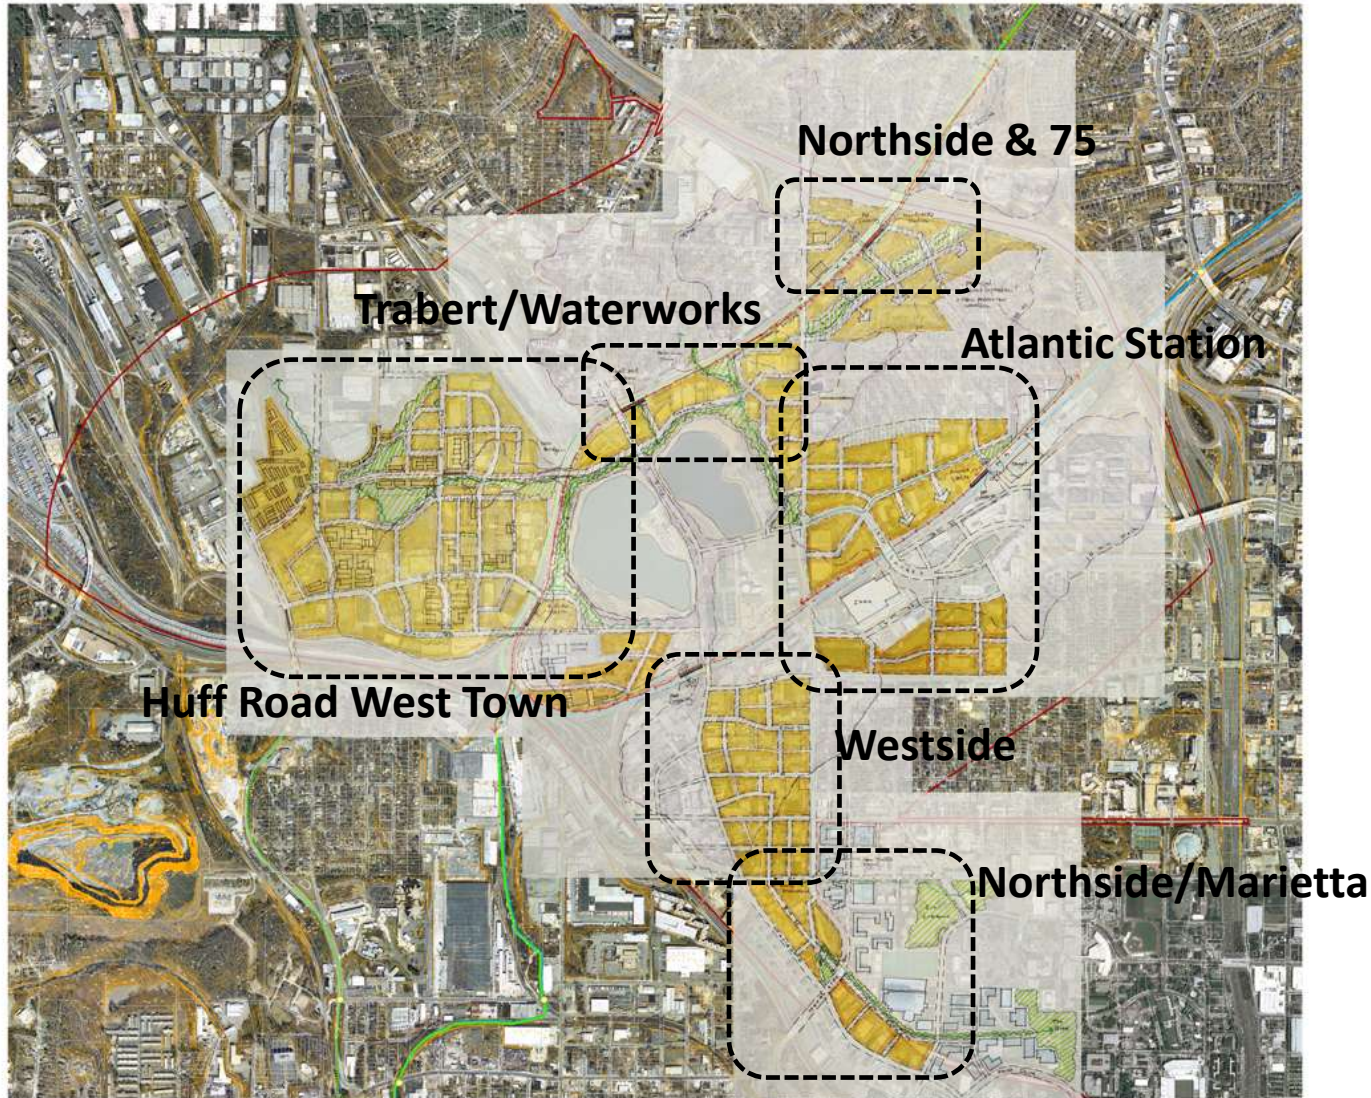 Northside & 75
Trabert/Waterworks
Atlantic Station
Huff Road West Town
Westside
Northside/Marietta